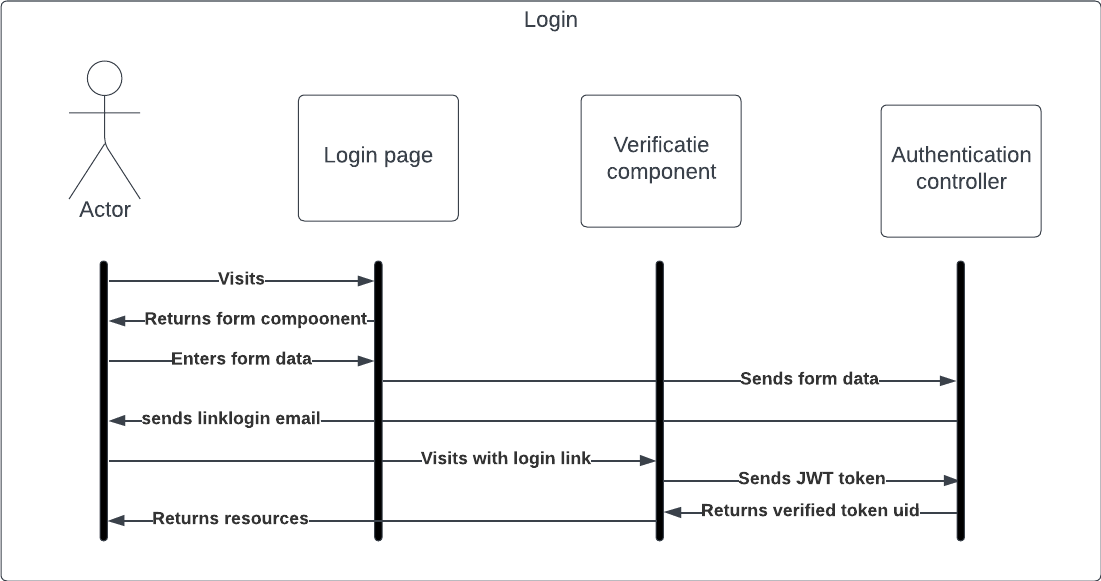 Login
Login page
Verificatie
component
Authentication
controller
Actor
Visits
Returns form compoonent
Enters form data
Sends form data
sends linklogin email
Visits with login link
Sends JWT token
Returns verified token uid
Returns resources